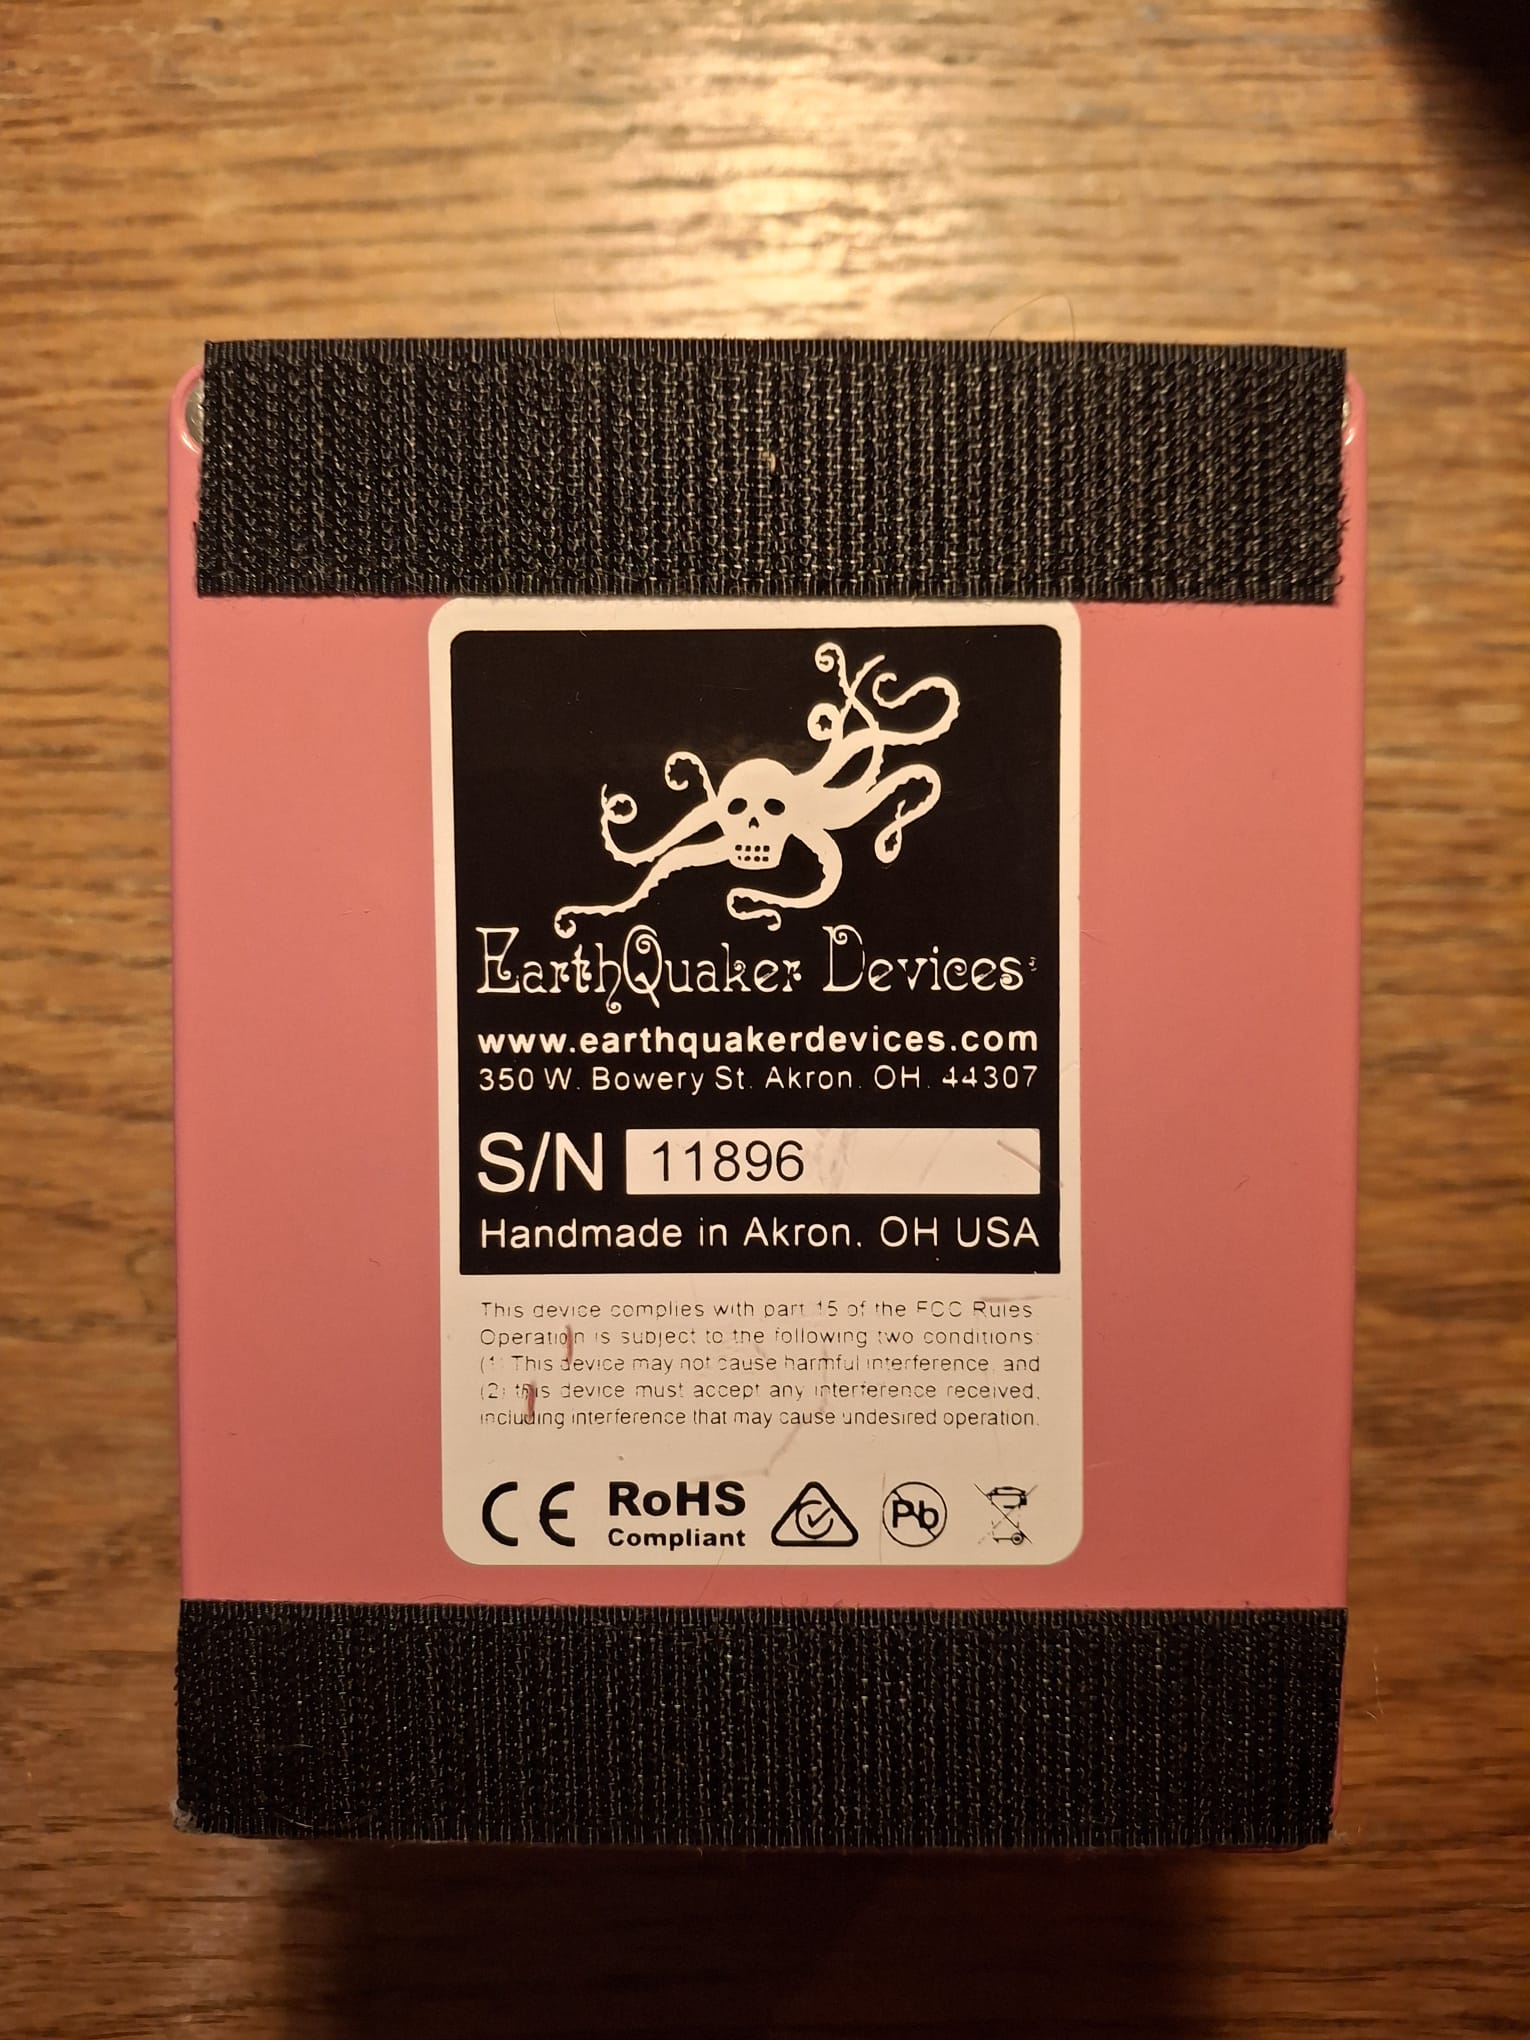 EarthQuaker Devices
www.earthquakerdevices.com
350 W. Bowery St. Akron. OH. 44307
S/N 11896
Handmade in Akron, OH USA
This device complies with part 15 of the FCC Rules.
Operation is subject to the following two conditions:
(1) This device may not cause harmful interference, and
(2) this device must accept any interference received,
including interference that may cause undesired operation.
CE RoHS Pb
Compliant